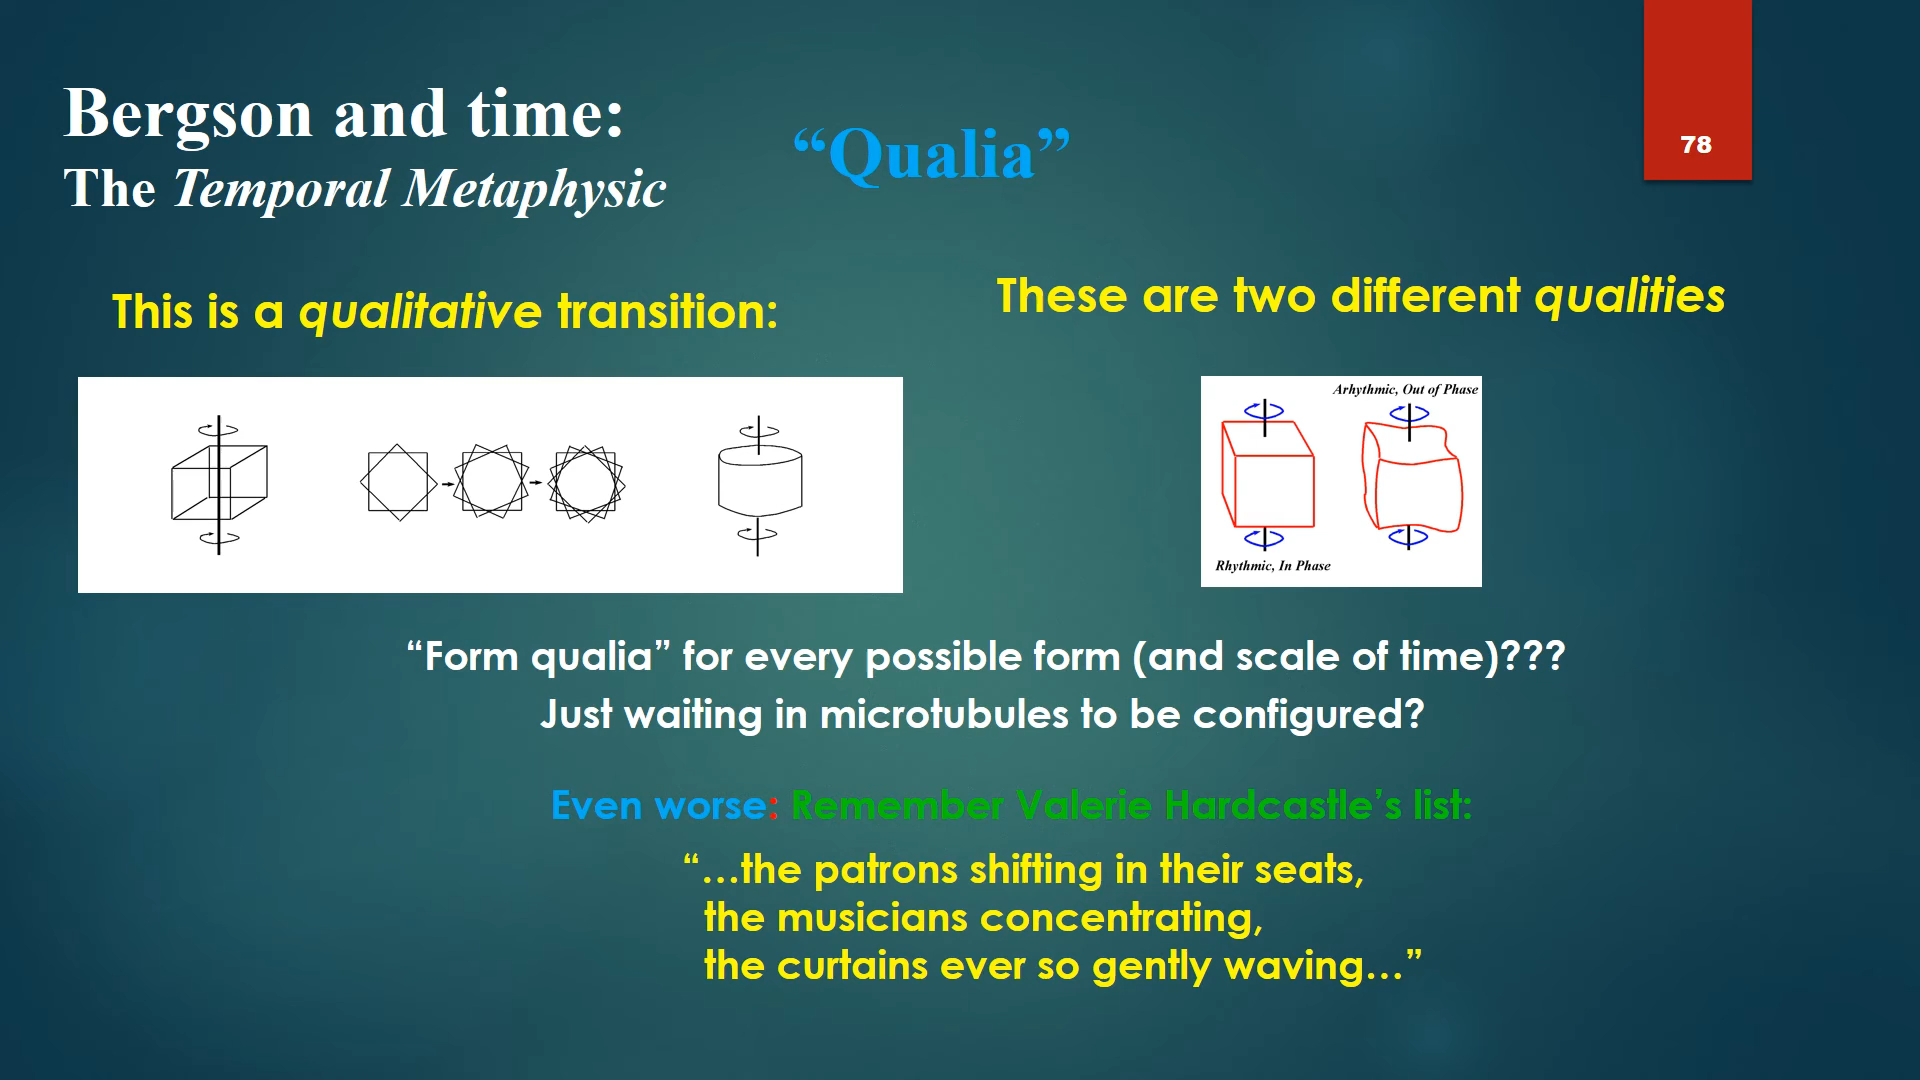 Bergson and time:
The Temporal Metaphysic
“Qualia”
78
This is a qualitative transition:
These are two different qualities
Arhythmic, Out of Phase
Rhythmic, In Phase
“Form qualia” for every possible form (and scale of time)???
Just waiting in microtubules to be configured?
Even worse: Remember Valerie Hardcastle’s list:
“…the patrons shifting in their seats,
the musicians concentrating,
the curtains ever so gently waving…”